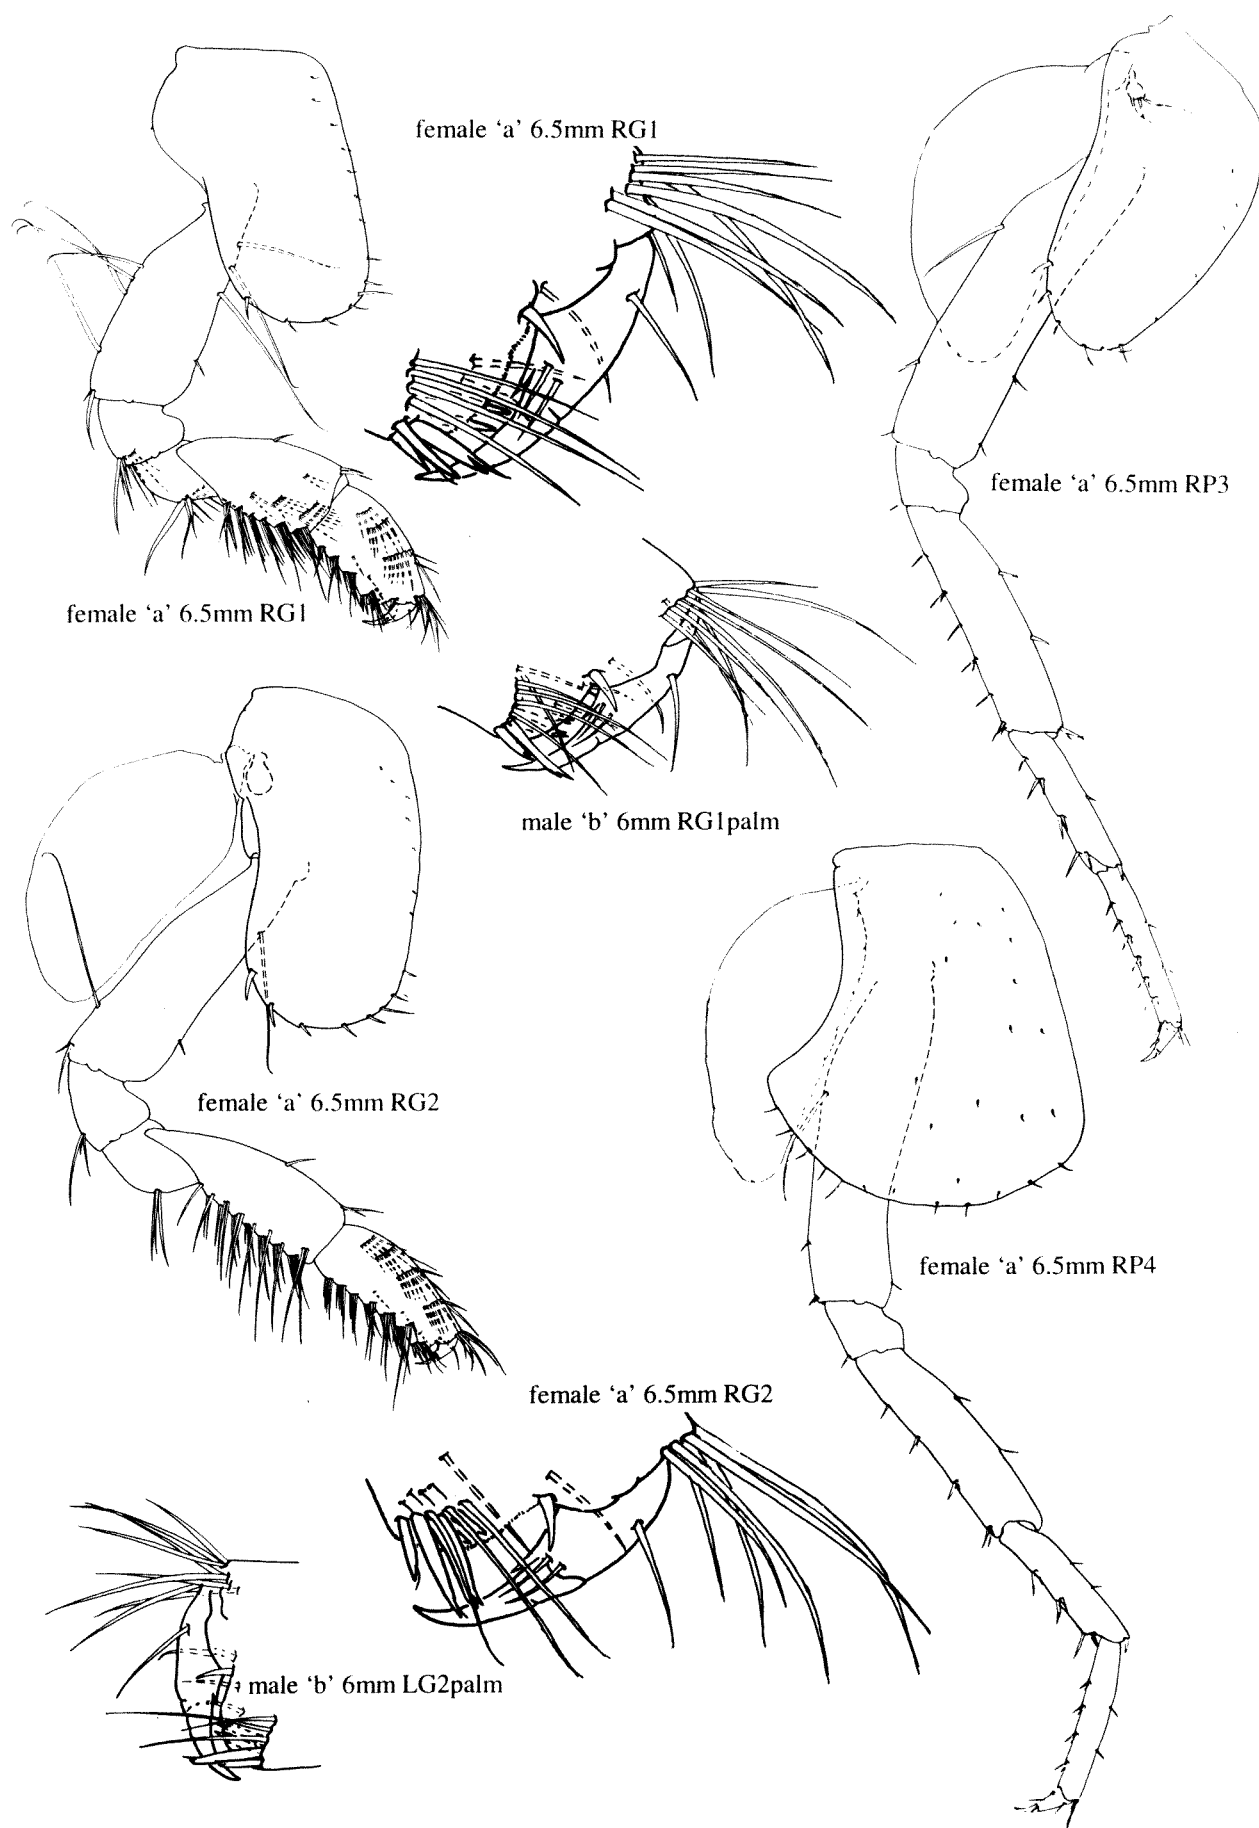 female ‘a’ 6.5mm RG1
female ‘a’ 6.5mm RP3
female ‘a’ 6.5mm RG1
male ‘b’ 6mm RG1palm
female ‘a’ 6.5mm RG2
female ‘a’ 6.5mm RP4
female ‘a’ 6.5mm RG2
male ‘b’ 6mm LG2palm